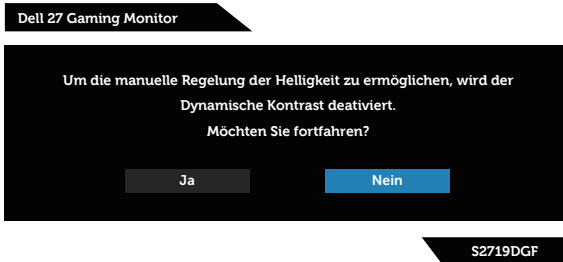 Dell 27 Gaming Monitor
Um die manuelle Regelung der Helligkeit zu ermöglichen, wird der
Dynamische Kontrast deativiert.
Möchten Sie fortfahren?
Ja Nein
S2719DGF